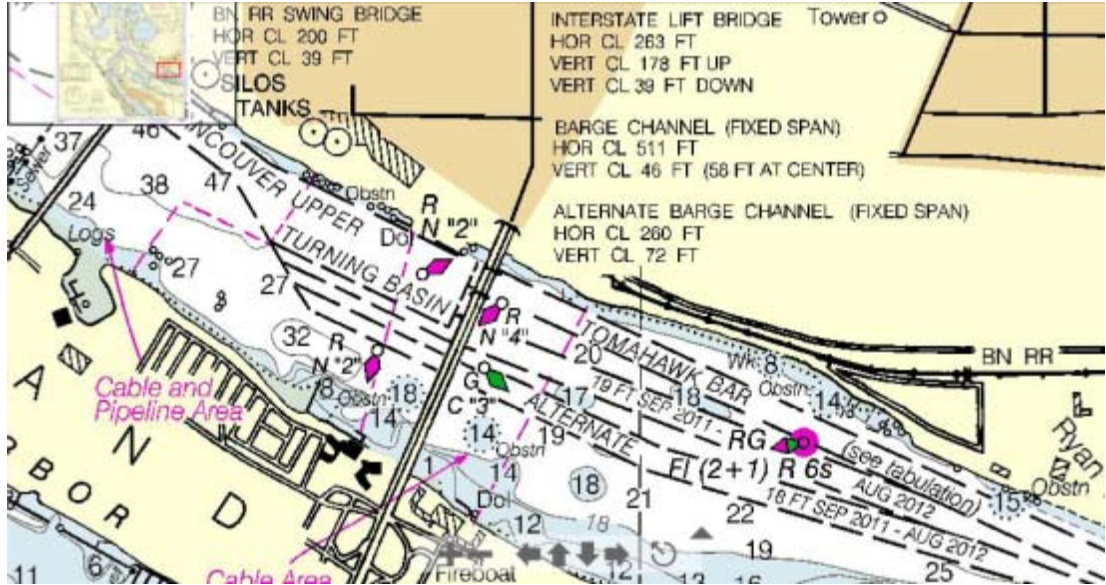 BN RR SWING BRIDGE
HOR CL 200 FT
VERT CL 39 FT
SILOS
TANKS
INTERSTATE LIFT BRIDGE
HOR CL 263 FT
VERT CL 178 FT UP
VERT CL 39 FT DOWN
BARGE CHANNEL (FIXED SPAN)
HOR CL 511 FT
VERT CL 46 FT (58 FT AT CENTER)
ALTERNATE BARGE CHANNEL (FIXED SPAN)
HOR CL 260 FT
VERT CL 72 FT
Tower
37
46
Sewer
24
38
47
NCOUVER UPPER
TURNING BASIN
Obstn
Dol
R
N "2"
Logs
27
27
32
R
N "2"
8
Obstn
18
14
R
N "4"
G
C "3"
14
Obstn
TOMAHAWK BAR
20
19 FT SEP 2011 -
AUG 2012
17
18
ALTERNATE
19
Wk
8
Obstn
14
BN RR
RG
Fl (2+1) R 6s
(see tabulation)
18 FT SEP 2011 - AUG 2012
15
Obstn
Ryan
Cable and
Pipeline Area
A
N
D
RBOR
1
14
Dol
12
18
18
21
22
19
25
12
13
16
Cable Area
Fireboat
11
6